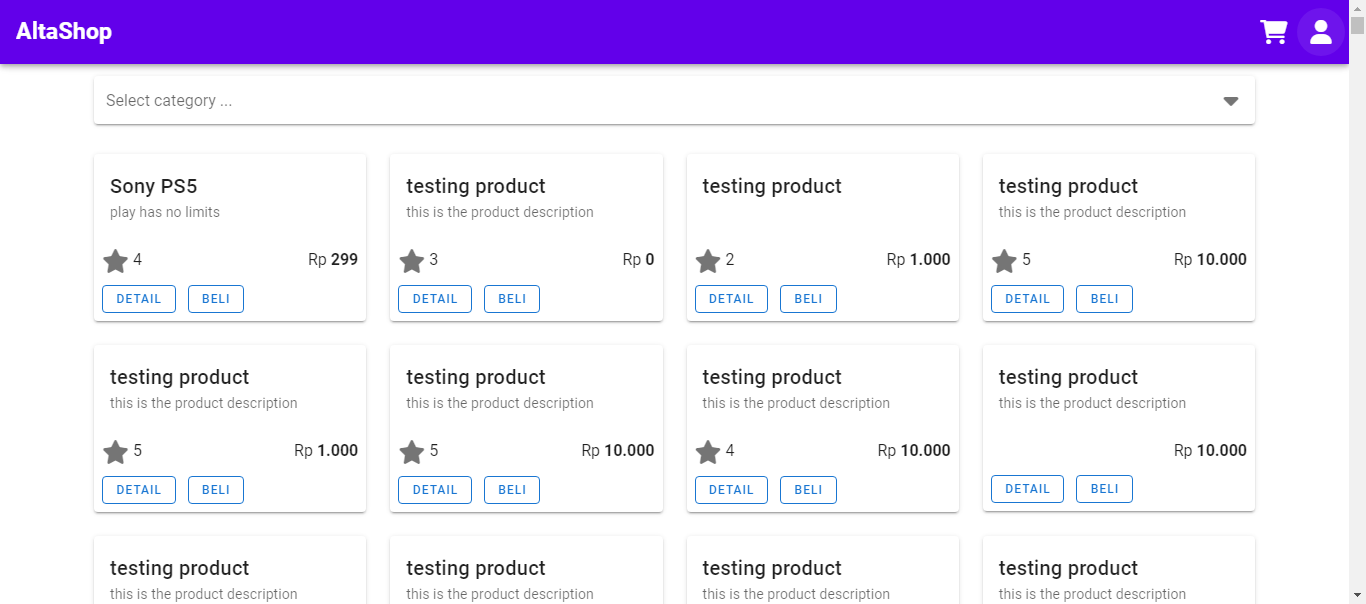 AltaShop
Select category ...
Sony PS5
play has no limits
4
Rp 299
DETAIL
BELI
testing product
this is the product description
3
Rp 0
DETAIL
BELI
testing product
2
Rp 1.000
DETAIL
BELI
testing product
this is the product description
5
Rp 10.000
DETAIL
BELI
testing product
this is the product description
5
Rp 1.000
DETAIL
BELI
testing product
this is the product description
5
Rp 10.000
DETAIL
BELI
testing product
this is the product description
4
Rp 10.000
DETAIL
BELI
testing product
this is the product description
Rp 10.000
DETAIL
BELI
testing product
this is the product description
testing product
this is the product description
testing product
this is the product description
testing product
this is the product description